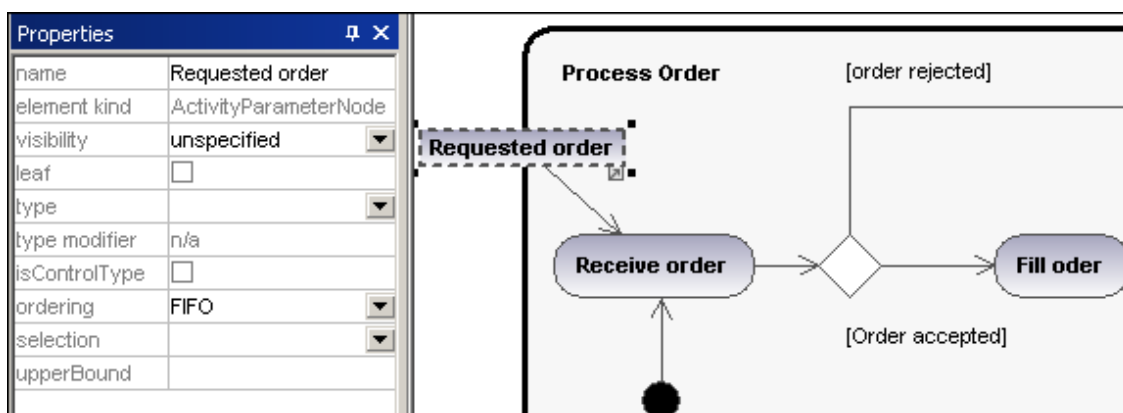 Properties
name Requested order
element kind ActivityParameterNode
visibility unspecified
leaf
type
type modifier n/a
isControlType
ordering FIFO
selection
upperBound
Process Order
[order rejected]
Requested order
Receive order
Fill oder
[Order accepted]